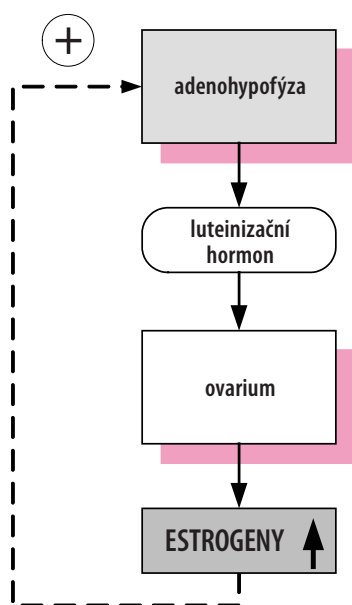 +
adenohypofýza
luteinizační
hormon
ovarium
ESTROGENY